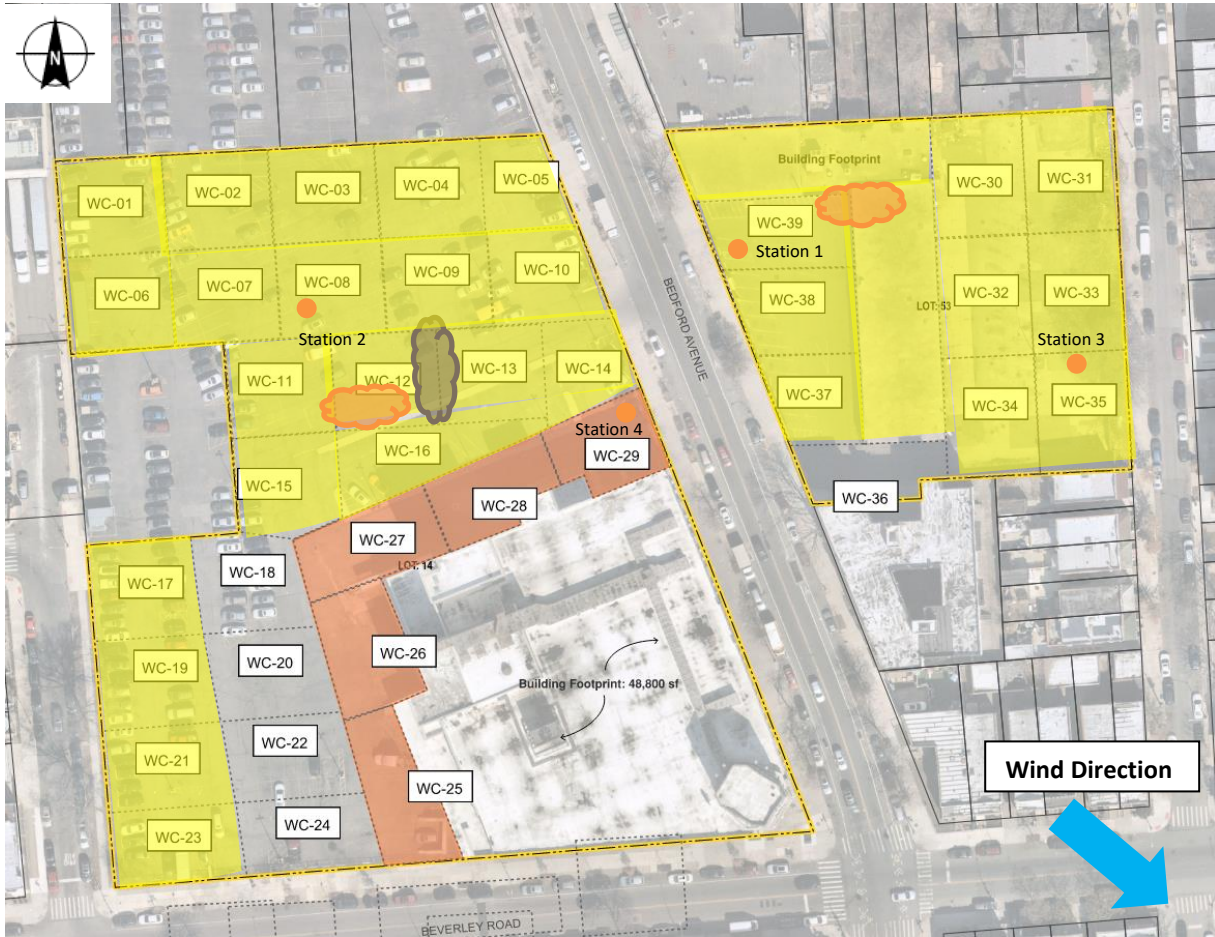 N
WC-01
WC-02
WC-03
WC-04
WC-05
WC-06
WC-07
WC-08
WC-09
WC-10
Station 2
WC-11
WC-12
WC-13
WC-14
Station 4
WC-15
WC-16
WC-29
WC-28
WC-27
LOT: 14
WC-17
WC-18
WC-19
WC-20
WC-26
Building Footprint: 48,800 sf
WC-21
WC-22
WC-25
WC-23
WC-24
BEVERLEY ROAD
BEDFORD AVENUE
Building Footprint
WC-30
WC-31
WC-39
Station 1
WC-38
LOT: 53
WC-32
WC-33
Station 3
WC-37
WC-34
WC-35
WC-36
Wind Direction